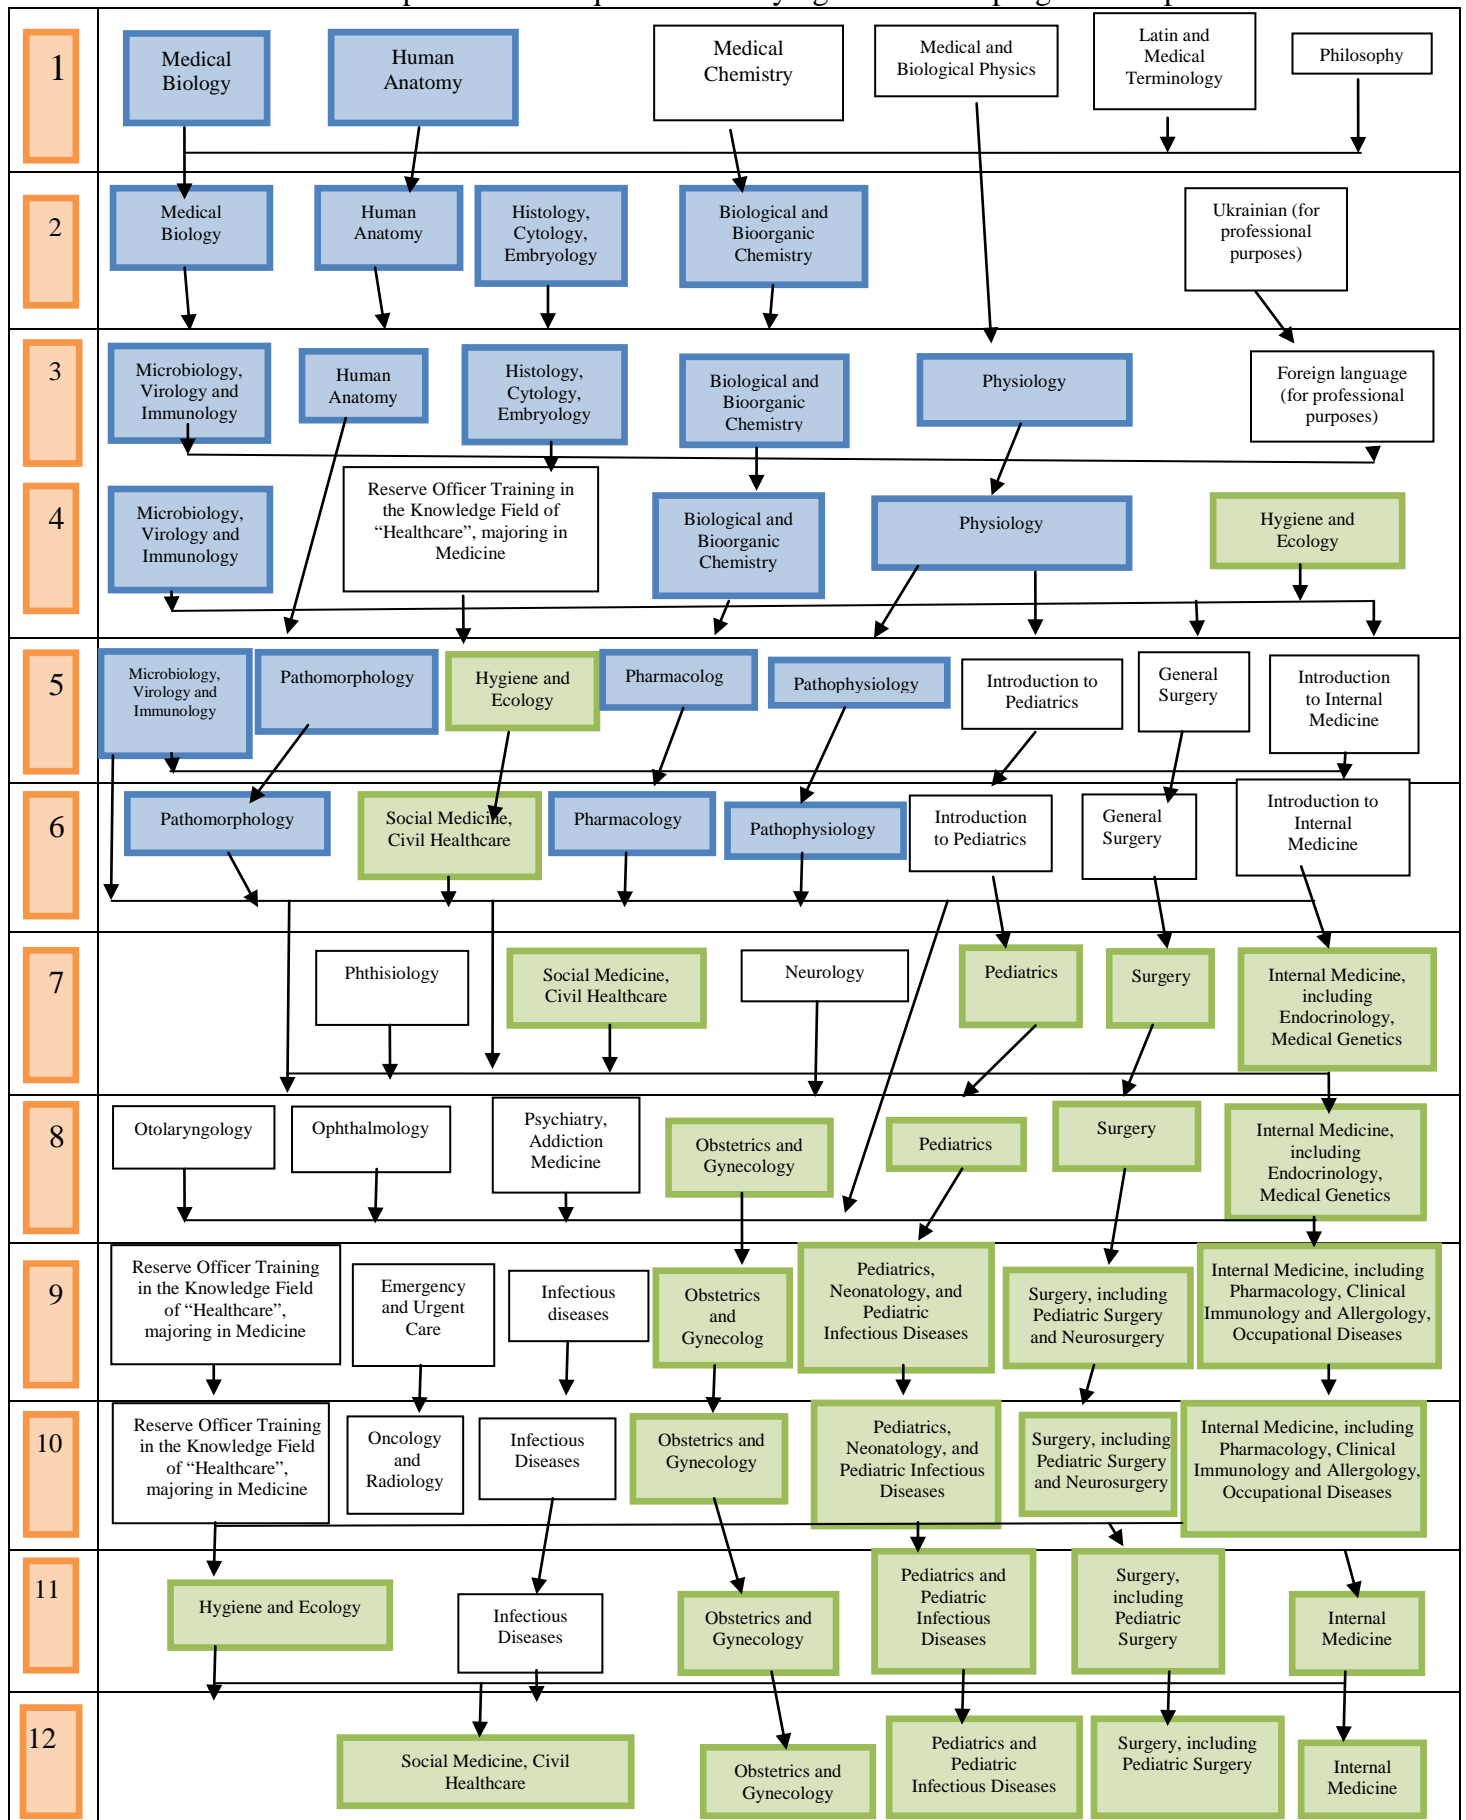 1
Medical
Biology
Human
Anatomy
Medical
Chemistry
Medical and
Biological Physics
Latin and
Medical
Terminology
Philosophy
2
Medical
Biology
Human
Anatomy
Histology,
Cytology,
Embryology
Biological and
Bioorganic
Chemistry
Ukrainian (for
professional
purposes)
3
Microbiology,
Virology and
Immunology
Human
Anatomy
Histology,
Cytology,
Embryology
Biological and
Bioorganic
Chemistry
Physiology
Foreign language
(for professional
purposes)
4
Microbiology,
Virology and
Immunology
Reserve Officer Training in
the Knowledge Field of
“Healthcare”, majoring in
Medicine
Biological and
Bioorganic
Chemistry
Physiology
Hygiene and
Ecology
5
Microbiology,
Virology and
Immunology
Pathomorphology
Hygiene and
Ecology
Pharmacolog
Pathophysiology
Introduction to
Pediatrics
General
Surgery
Introduction
to Internal
Medicine
6
Pathomorphology
Social Medicine,
Civil Healthcare
Pharmacology
Pathophysiology
Introduction
to Pediatrics
General
Surgery
Introduction to
Internal
Medicine
7
Phthisiology
Social Medicine,
Civil Healthcare
Neurology
Pediatrics
Surgery
Internal Medicine,
including
Endocrinology,
Medical Genetics
8
Otolaryngology
Ophthalmology
Psychiatry,
Addiction
Medicine
Obstetrics and
Gynecology
Pediatrics
Surgery
Internal Medicine,
including
Endocrinology,
Medical Genetics
9
Reserve Officer Training
in the Knowledge Field
of “Healthcare”,
majoring in Medicine
Emergency
and Urgent
Care
Infectious
diseases
Obstetrics
and
Gynecolog
Pediatrics,
Neonatology, and
Pediatric
Infectious Diseases
Surgery, including
Pediatric Surgery
and Neurosurgery
Internal Medicine, including
Pharmacology, Clinical
Immunology and Allergology,
Occupational Diseases
10
Reserve Officer Training
in the Knowledge Field
of “Healthcare”,
majoring in Medicine
Oncology
and
Radiology
Infectious
Diseases
Obstetrics and
Gynecology
Pediatrics,
Neonatology, and
Pediatric Infectious
Diseases
Surgery, including
Pediatric Surgery
and Neurosurgery
Internal Medicine, including
Pharmacology, Clinical
Immunology and Allergology,
Occupational Diseases
11
Hygiene and Ecology
Infectious
Diseases
Obstetrics and
Gynecology
Pediatrics and
Pediatric
Infectious
Diseases
Surgery,
including
Pediatric
Surgery
Internal
Medicine
12
Social Medicine, Civil
Healthcare
Obstetrics and
Gynecology
Pediatrics and
Pediatric
Infectious Diseases
Surgery, including
Pediatric Surgery
Internal
Medicine